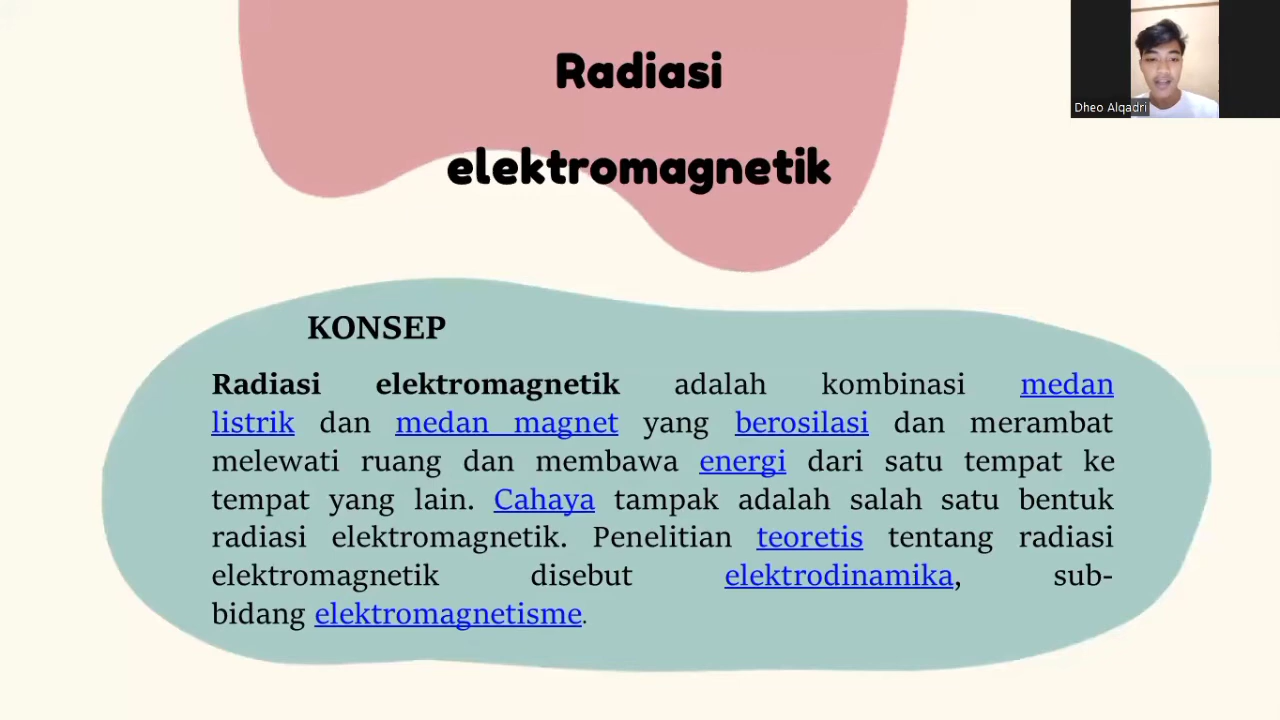 Radiasi
elektromagnetik
Dheo Alqadri
KONSEP
Radiasi elektromagnetik adalah kombinasi medan
listrik dan medan magnet yang berosilasi dan merambat
melewati ruang dan membawa energi dari satu tempat ke
tempat yang lain. Cahaya tampak adalah salah satu bentuk
radiasi elektromagnetik. Penelitian teoretis tentang radiasi
elektromagnetik disebut elektrodinamika, sub-
bidang elektromagnetisme.